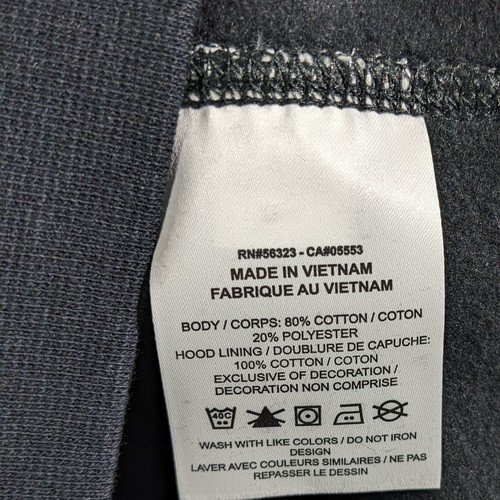 RN#56323 - CA#05553
MADE IN VIETNAM
FABRIQUE AU VIETNAM
BODY / CORPS: 80% COTTON / COTON
20% POLYESTER
HOOD LINING / DOUBLURE DE CAPUCHE:
100% COTTON / COTON
EXCLUSIVE OF DECORATION /
DECORATION NON COMPRISE
40C
WASH WITH LIKE COLORS / DO NOT IRON
DESIGN
LAVER AVEC COULEURS SIMILAIRES / NE PAS
REPASSER LE DESSIN